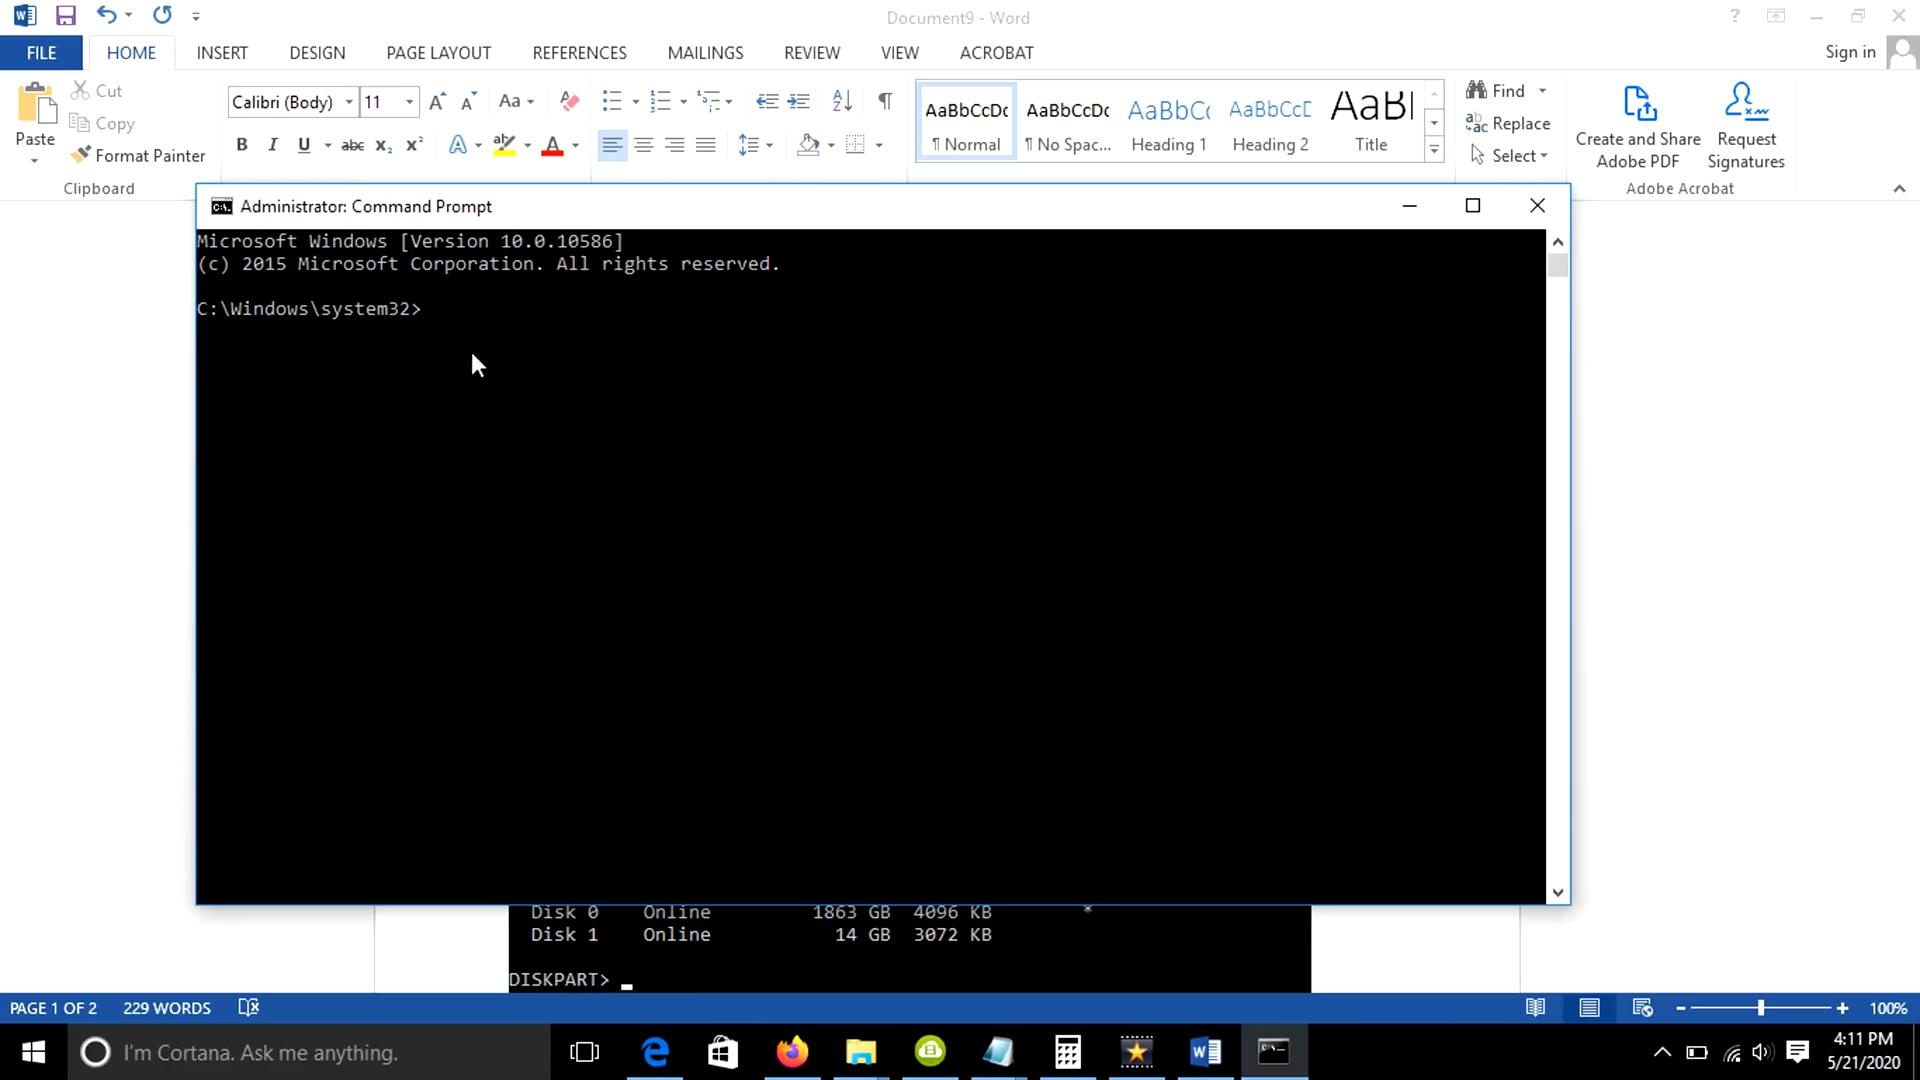 Document9 - Word
FILE
HOME
INSERT
DESIGN
PAGE LAYOUT
REFERENCES
MAILINGS
REVIEW
VIEW
ACROBAT
Sign in
Paste
Cut
Copy
Format Painter
Clipboard
Calibri (Body)
11
AaBbCcDc
¶ Normal
AaBbCcDc
¶ No Spac...
AaBbC(
Heading 1
AaBbCcD
Heading 2
AaBl
Title
Find
Replace
Select
Create and Share
Adobe PDF
Request
Signatures
Adobe Acrobat
Administrator: Command Prompt
Microsoft Windows [Version 10.0.10586]
(c) 2015 Microsoft Corporation. All rights reserved.
C:\Windows\system32>
Disk 0 Online 1863 GB 4096 KB *
Disk 1 Online 14 GB 3072 KB
DISKPART> _
PAGE 1 OF 2
229 WORDS
100%
I'm Cortana. Ask me anything.
4:11 PM
5/21/2020